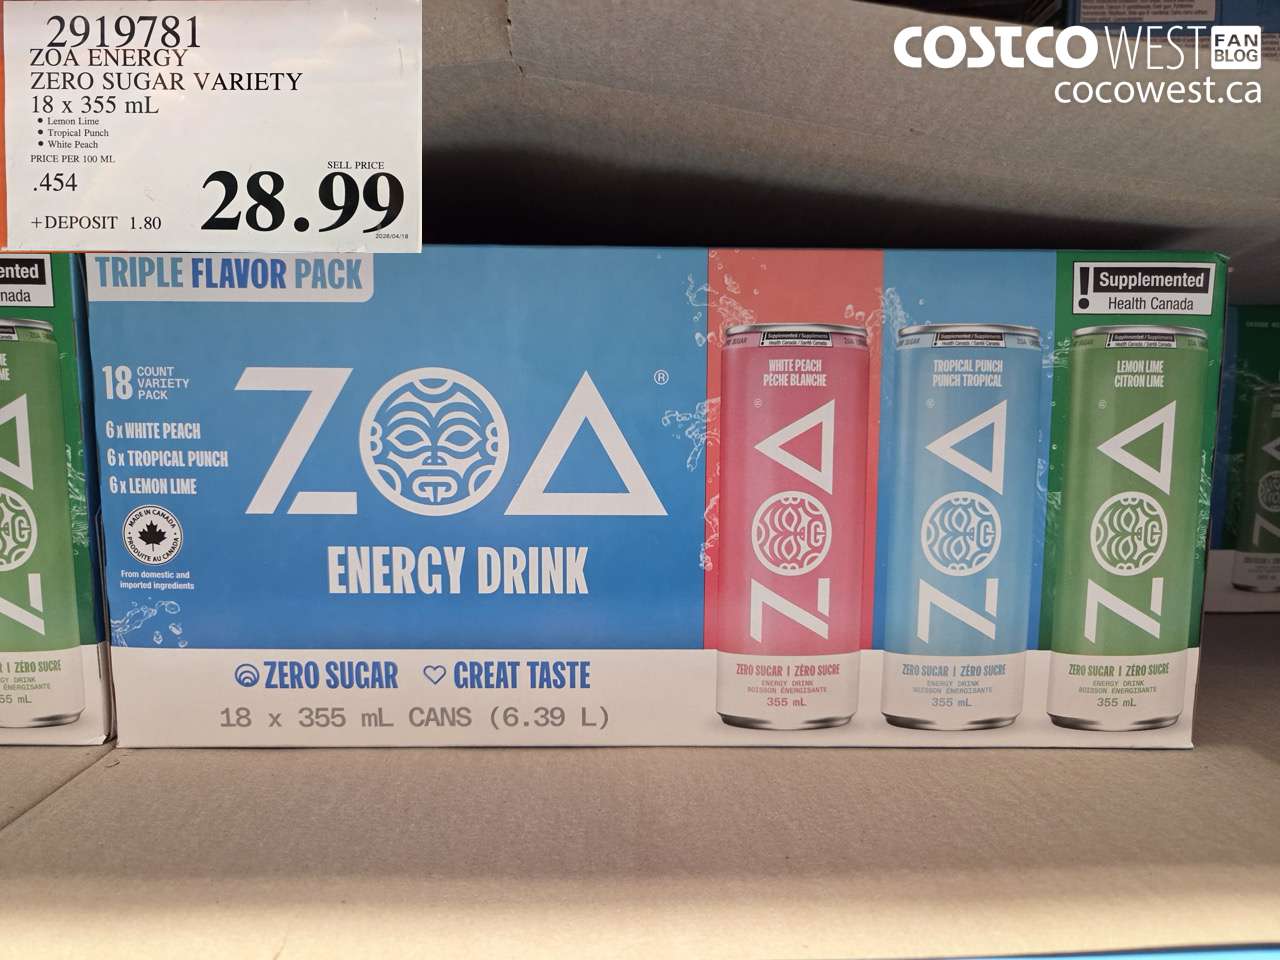 2919781
ZOA ENERGY
ZERO SUGAR VARIETY
18 x 355 mL
• Lemon Lime
• Tropical Punch
• White Peach
PRICE PER 100 ML
.454
SELL PRICE
28.99
+DEPOSIT 1.80
COSTCO WEST FAN BLOG
cocowest.ca
TRIPLE FLAVOR PACK
18 COUNT VARIETY PACK
6 x WHITE PEACH
6 x TROPICAL PUNCH
6 x LEMON LIME
MADE IN CANADA
PRODUITE AU CANADA
From domestic and
imported ingredients
ZOA®
ENERGY DRINK
ZERO SUGAR GREAT TASTE
18 x 355 mL CANS (6.39 L)
! Supplemented
Health Canada
WHITE PEACH
PÊCHE BLANCHE
ZOA
ZERO SUGAR | ZÉRO SUCRE
ENERGY DRINK
BOISSON ÉNERGISANTE
355 mL
TROPICAL PUNCH
PUNCH TROPICAL
ZOA
ZERO SUGAR | ZÉRO SUCRE
ENERGY DRINK
BOISSON ÉNERGISANTE
355 mL
LEMON LIME
CITRON LIME
ZOA
ZERO SUGAR | ZÉRO SUCRE
ENERGY DRINK
BOISSON ÉNERGISANTE
355 mL